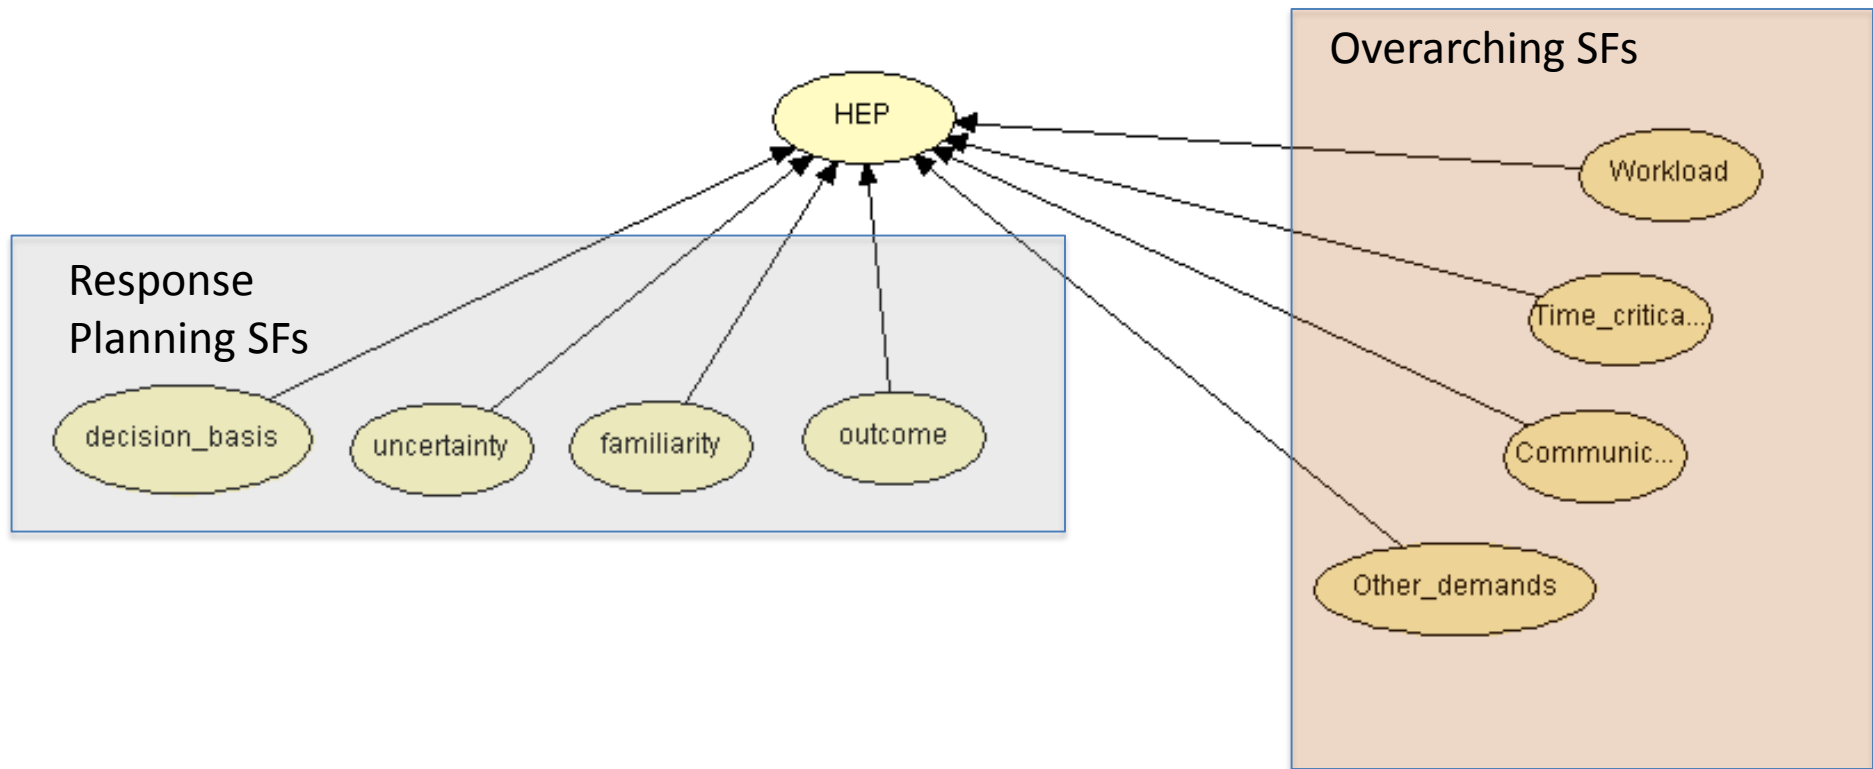 Overarching SFs
HEP
Workload
Response
Planning SFs
Time_critica...
decision_basis
uncertainty
familiarity
outcome
Communic...
Other_demands